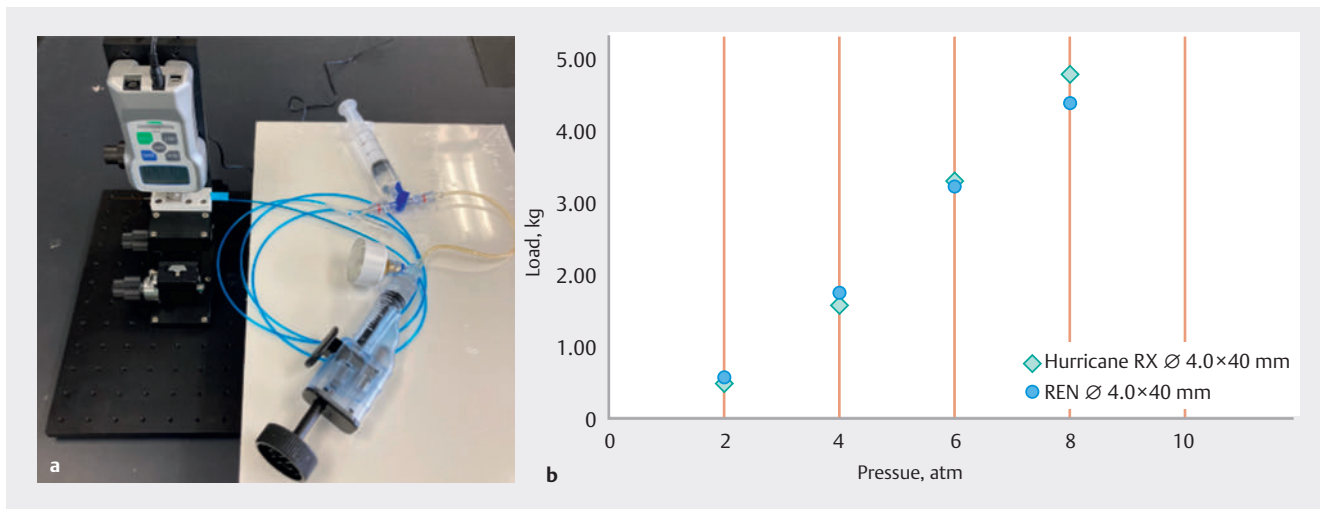 a
5.00
4.00
3.00
2.00
1.00
0
Load, kg
0 2 4 6 8 10
Pressue, atm
Hurricane RX ∅ 4.0×40 mm
REN ∅ 4.0×40 mm
b